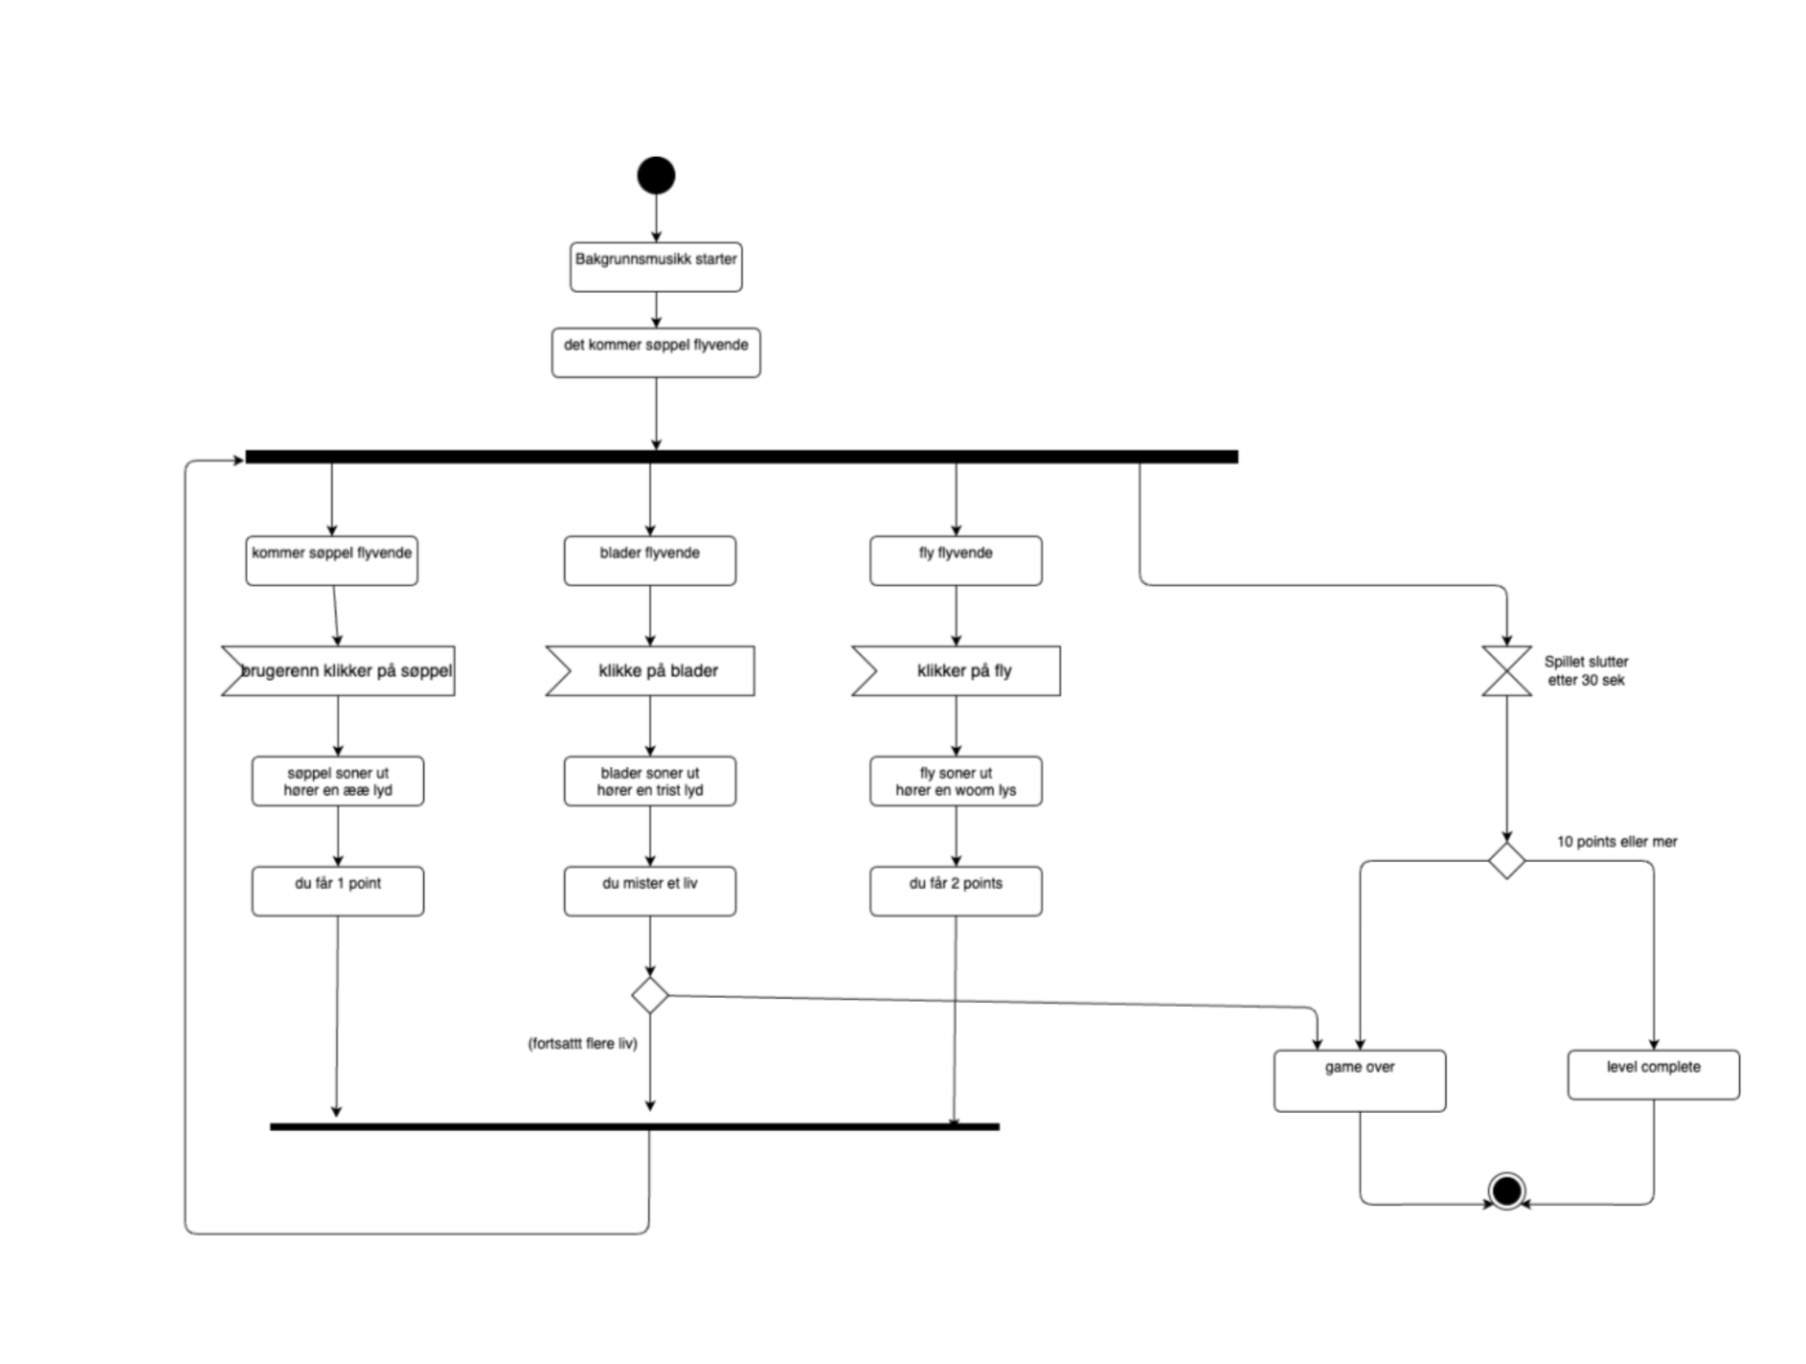 Bakgrunnsmusikk starter
det kommer søppel flyvende
kommer søppel flyvende
blader flyvende
fly flyvende
brugerenn klikker på søppel
klikke på blader
klikker på fly
Spillet slutter
etter 30 sek
søppel soner ut
hører en ææ lyd
blader soner ut
hører en trist lyd
fly soner ut
hører en woom lys
10 points eller mer
du får 1 point
du mister et liv
du får 2 points
(fortsattt flere liv)
game over
level complete